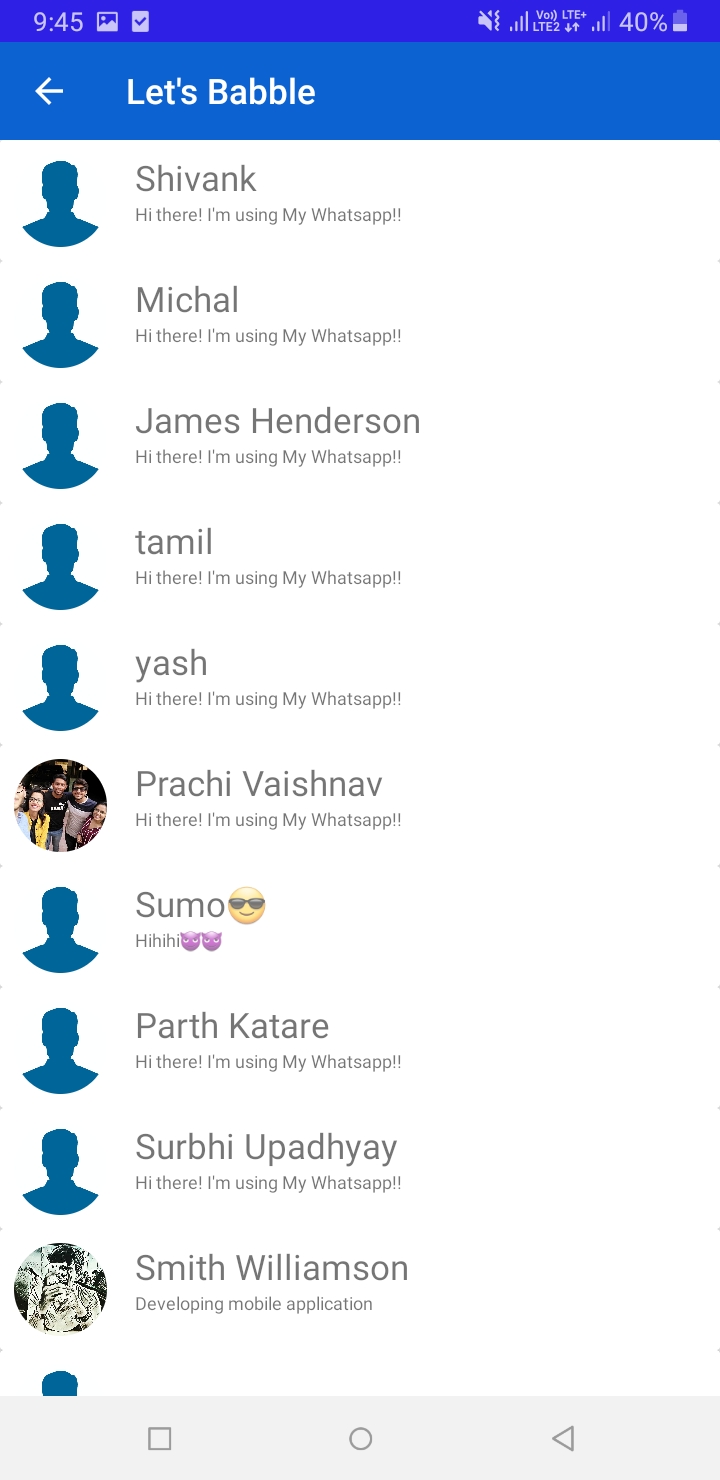 9:45 Vo) LTE+ LTE2 40%
Let's Babble
Shivank
Hi there! I'm using My Whatsapp!!
Michal
Hi there! I'm using My Whatsapp!!
James Henderson
Hi there! I'm using My Whatsapp!!
tamil
Hi there! I'm using My Whatsapp!!
yash
Hi there! I'm using My Whatsapp!!
Prachi Vaishnav
Hi there! I'm using My Whatsapp!!
Sumo😎
Hihihi😈😈
Parth Katare
Hi there! I'm using My Whatsapp!!
Surbhi Upadhyay
Hi there! I'm using My Whatsapp!!
Smith Williamson
Developing mobile application